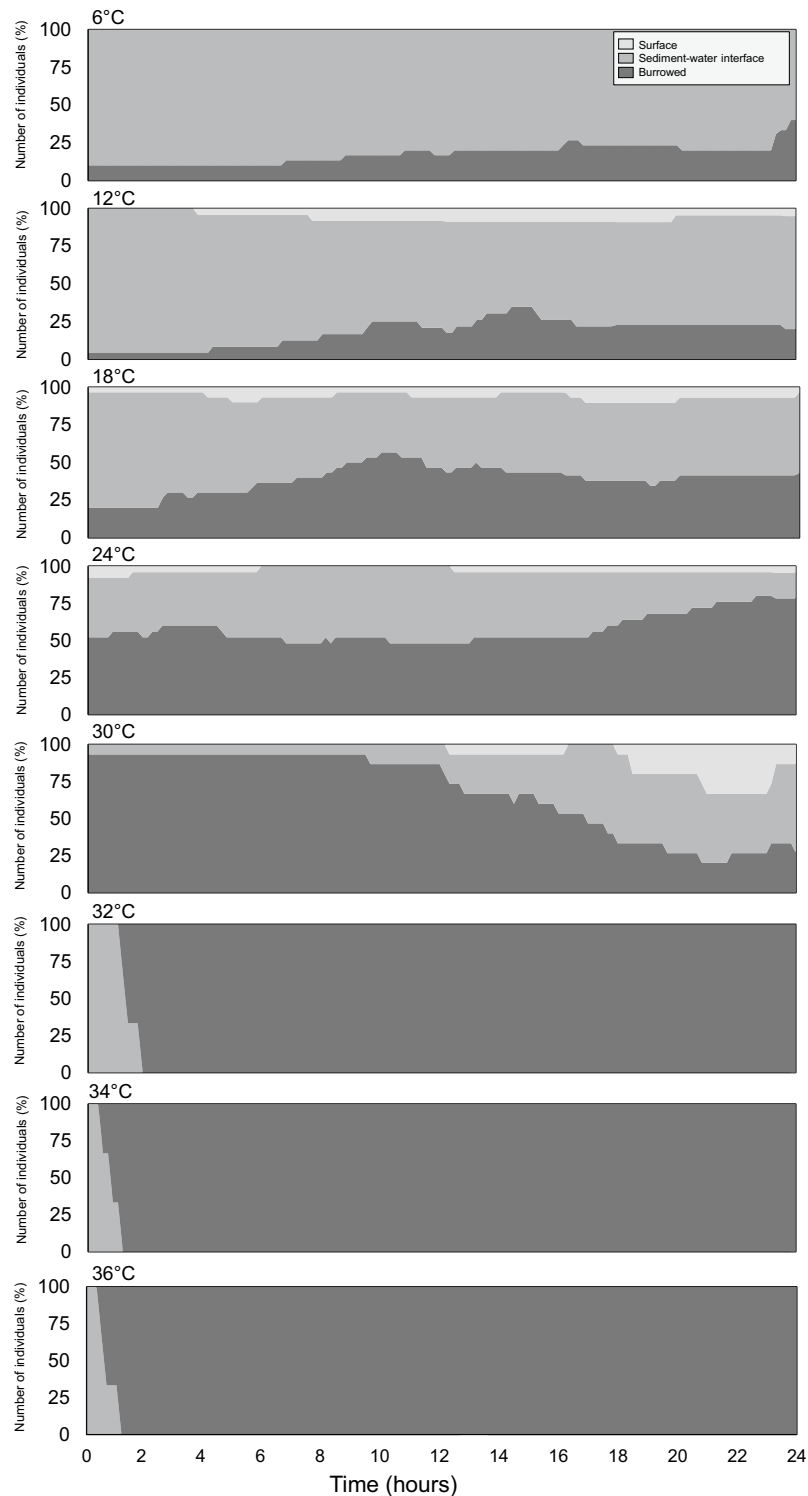 6°C
Number of individuals (%)
100
75
50
25
0
Surface
Sediment-water interface
Burrowed
12°C
Number of individuals (%)
100
75
50
25
0
18°C
Number of individuals (%)
100
75
50
25
0
24°C
Number of individuals (%)
100
75
50
25
0
30°C
Number of individuals (%)
100
75
50
25
0
32°C
Number of individuals (%)
100
75
50
25
0
34°C
Number of individuals (%)
100
75
50
25
0
36°C
Number of individuals (%)
100
75
50
25
0
0 2 4 6 8 10 12 14 16 18 20 22 24
Time (hours)